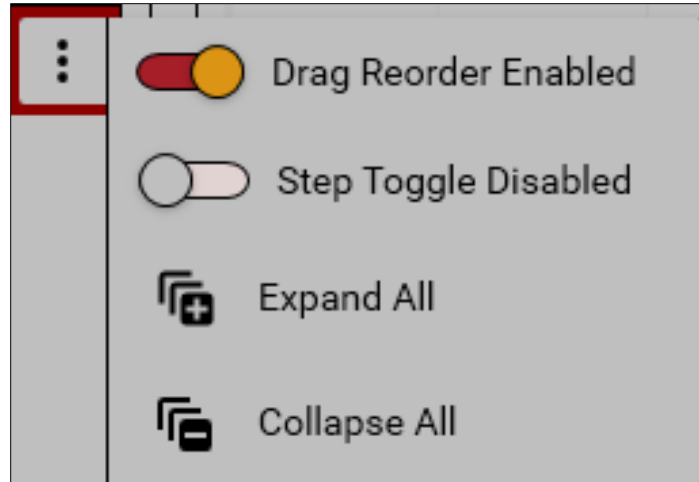 Drag Reorder Enabled
Step Toggle Disabled
Expand All
Collapse All